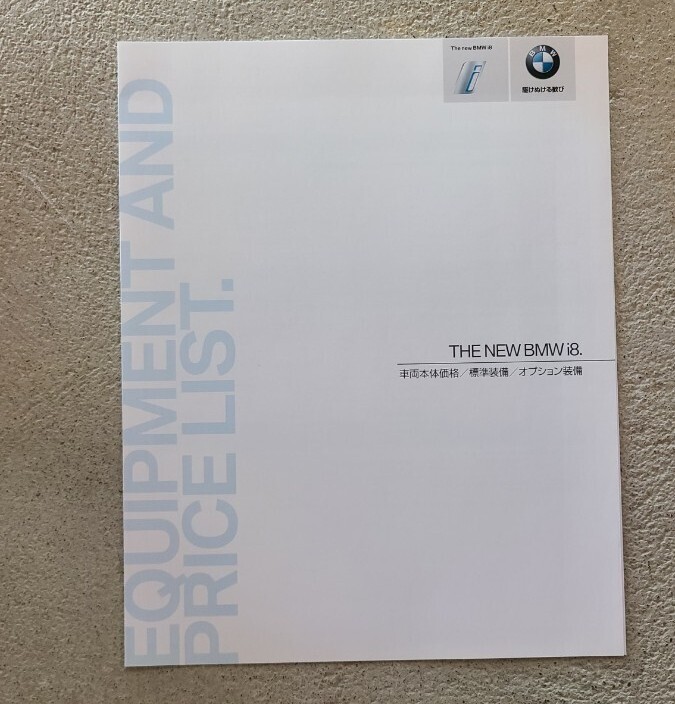 The new BMW i8
i
BMW
駆けぬける歓び
EQUIPMENT AND
PRICE LIST.
THE NEW BMW i8.
車両本体価格／標準装備／オプション装備